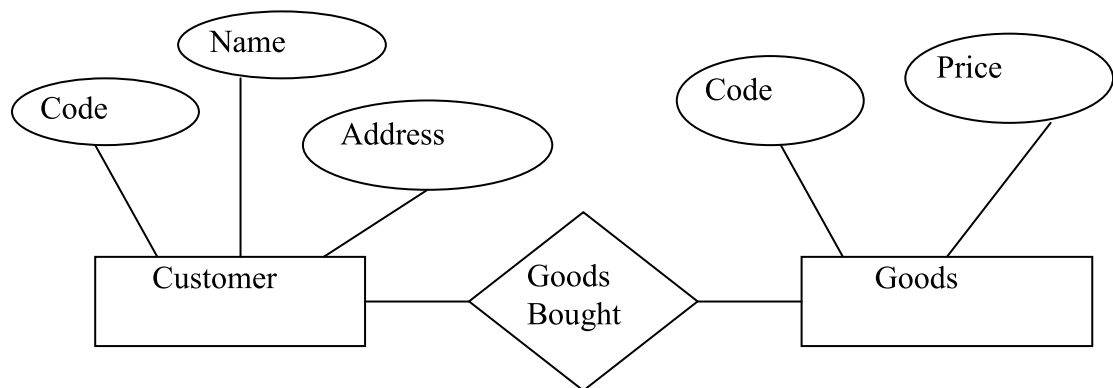 Name
Code
Address
Code
Price
Customer
Goods
Bought
Goods